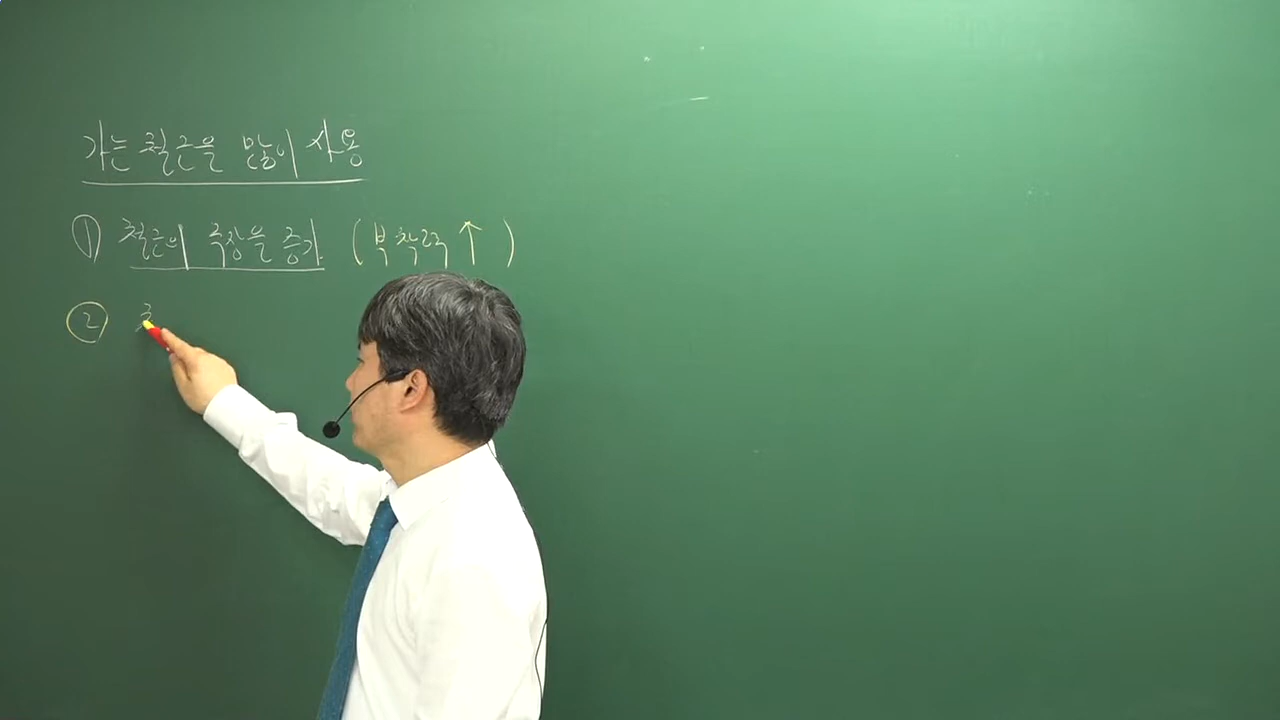 가는 철근을 많이 사용
① 철근의 주장을 증가 (부착력↑)
②